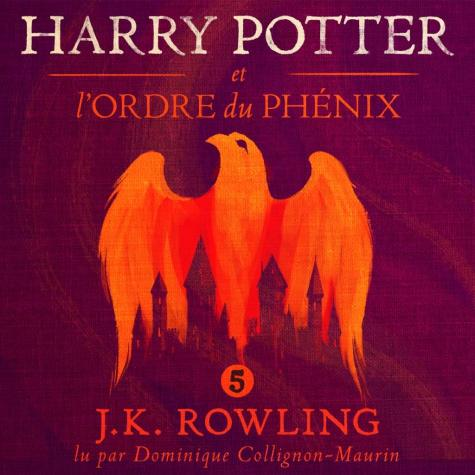 HARRY POTTER
et
l'ORDRE du PHÉNIX
5
J.K. ROWLING
lu par Dominique Collignon-Maurin